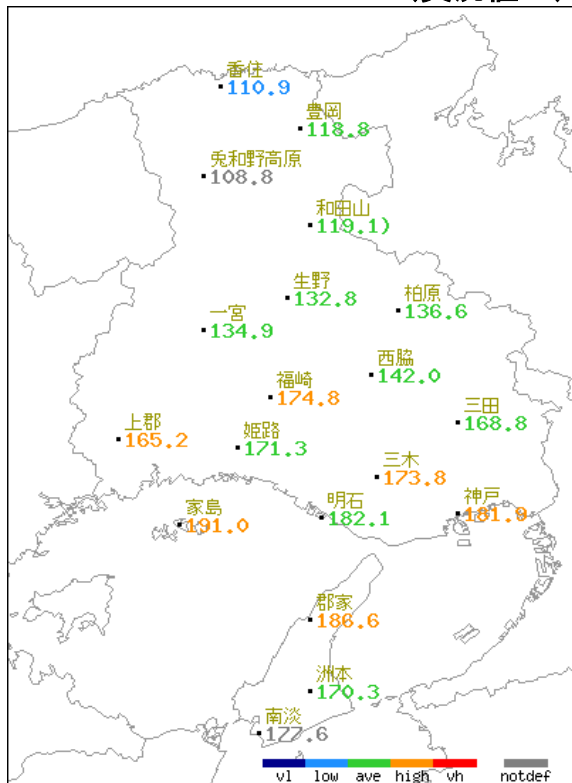 香住
110.9
豊岡
118.8
兎和野高原
108.8
和田山
119.1)
生野
132.8
柏原
136.6
一宮
134.9
西脇
142.0
福崎
174.8
三田
168.8
上郡
165.2
姫路
171.3
三木
173.8
家島
191.0
明石
182.1
神戸
郡家
186.6
洲本
170.3
南淡
177.6
vl low ave high vh notdef